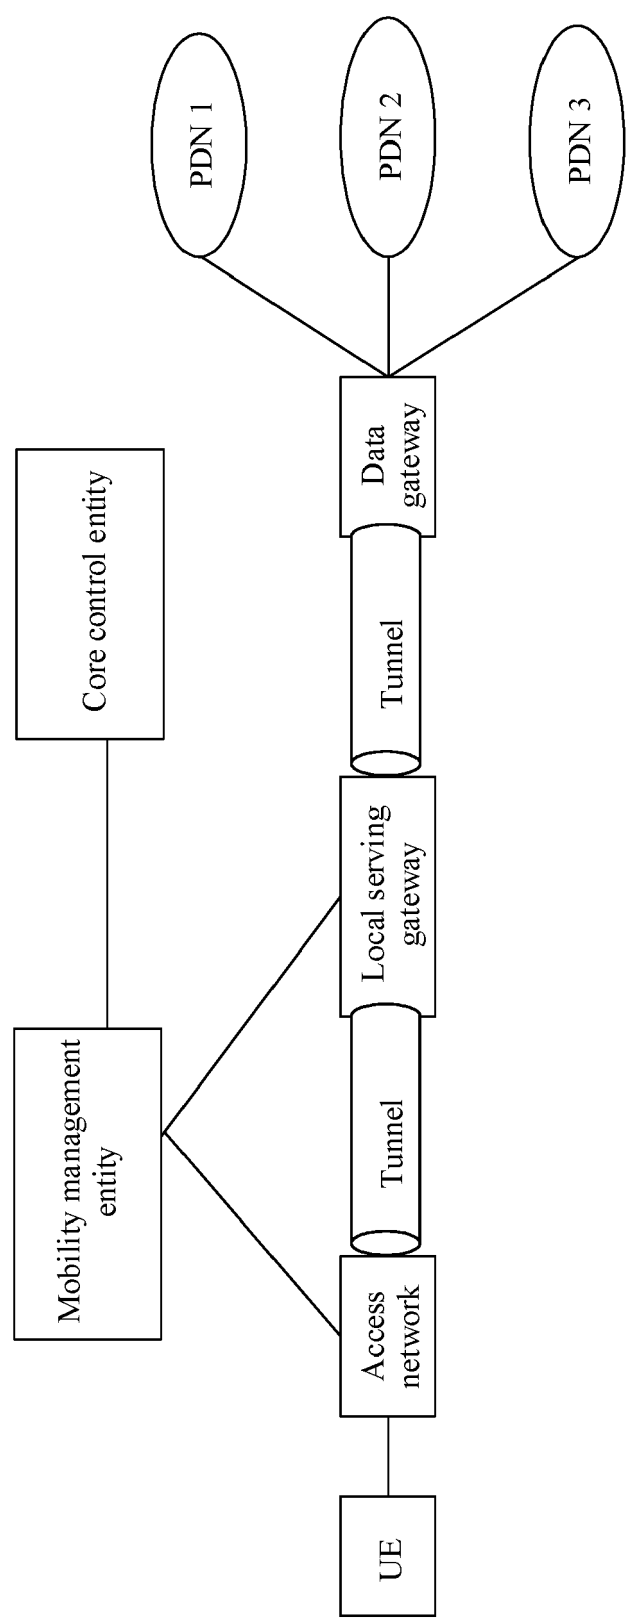 Mobility management
entity
Core control entity
PDN 1
UE
Access
network
Tunnel
Local serving
gateway
Tunnel
Data
gateway
PDN 2
PDN 3